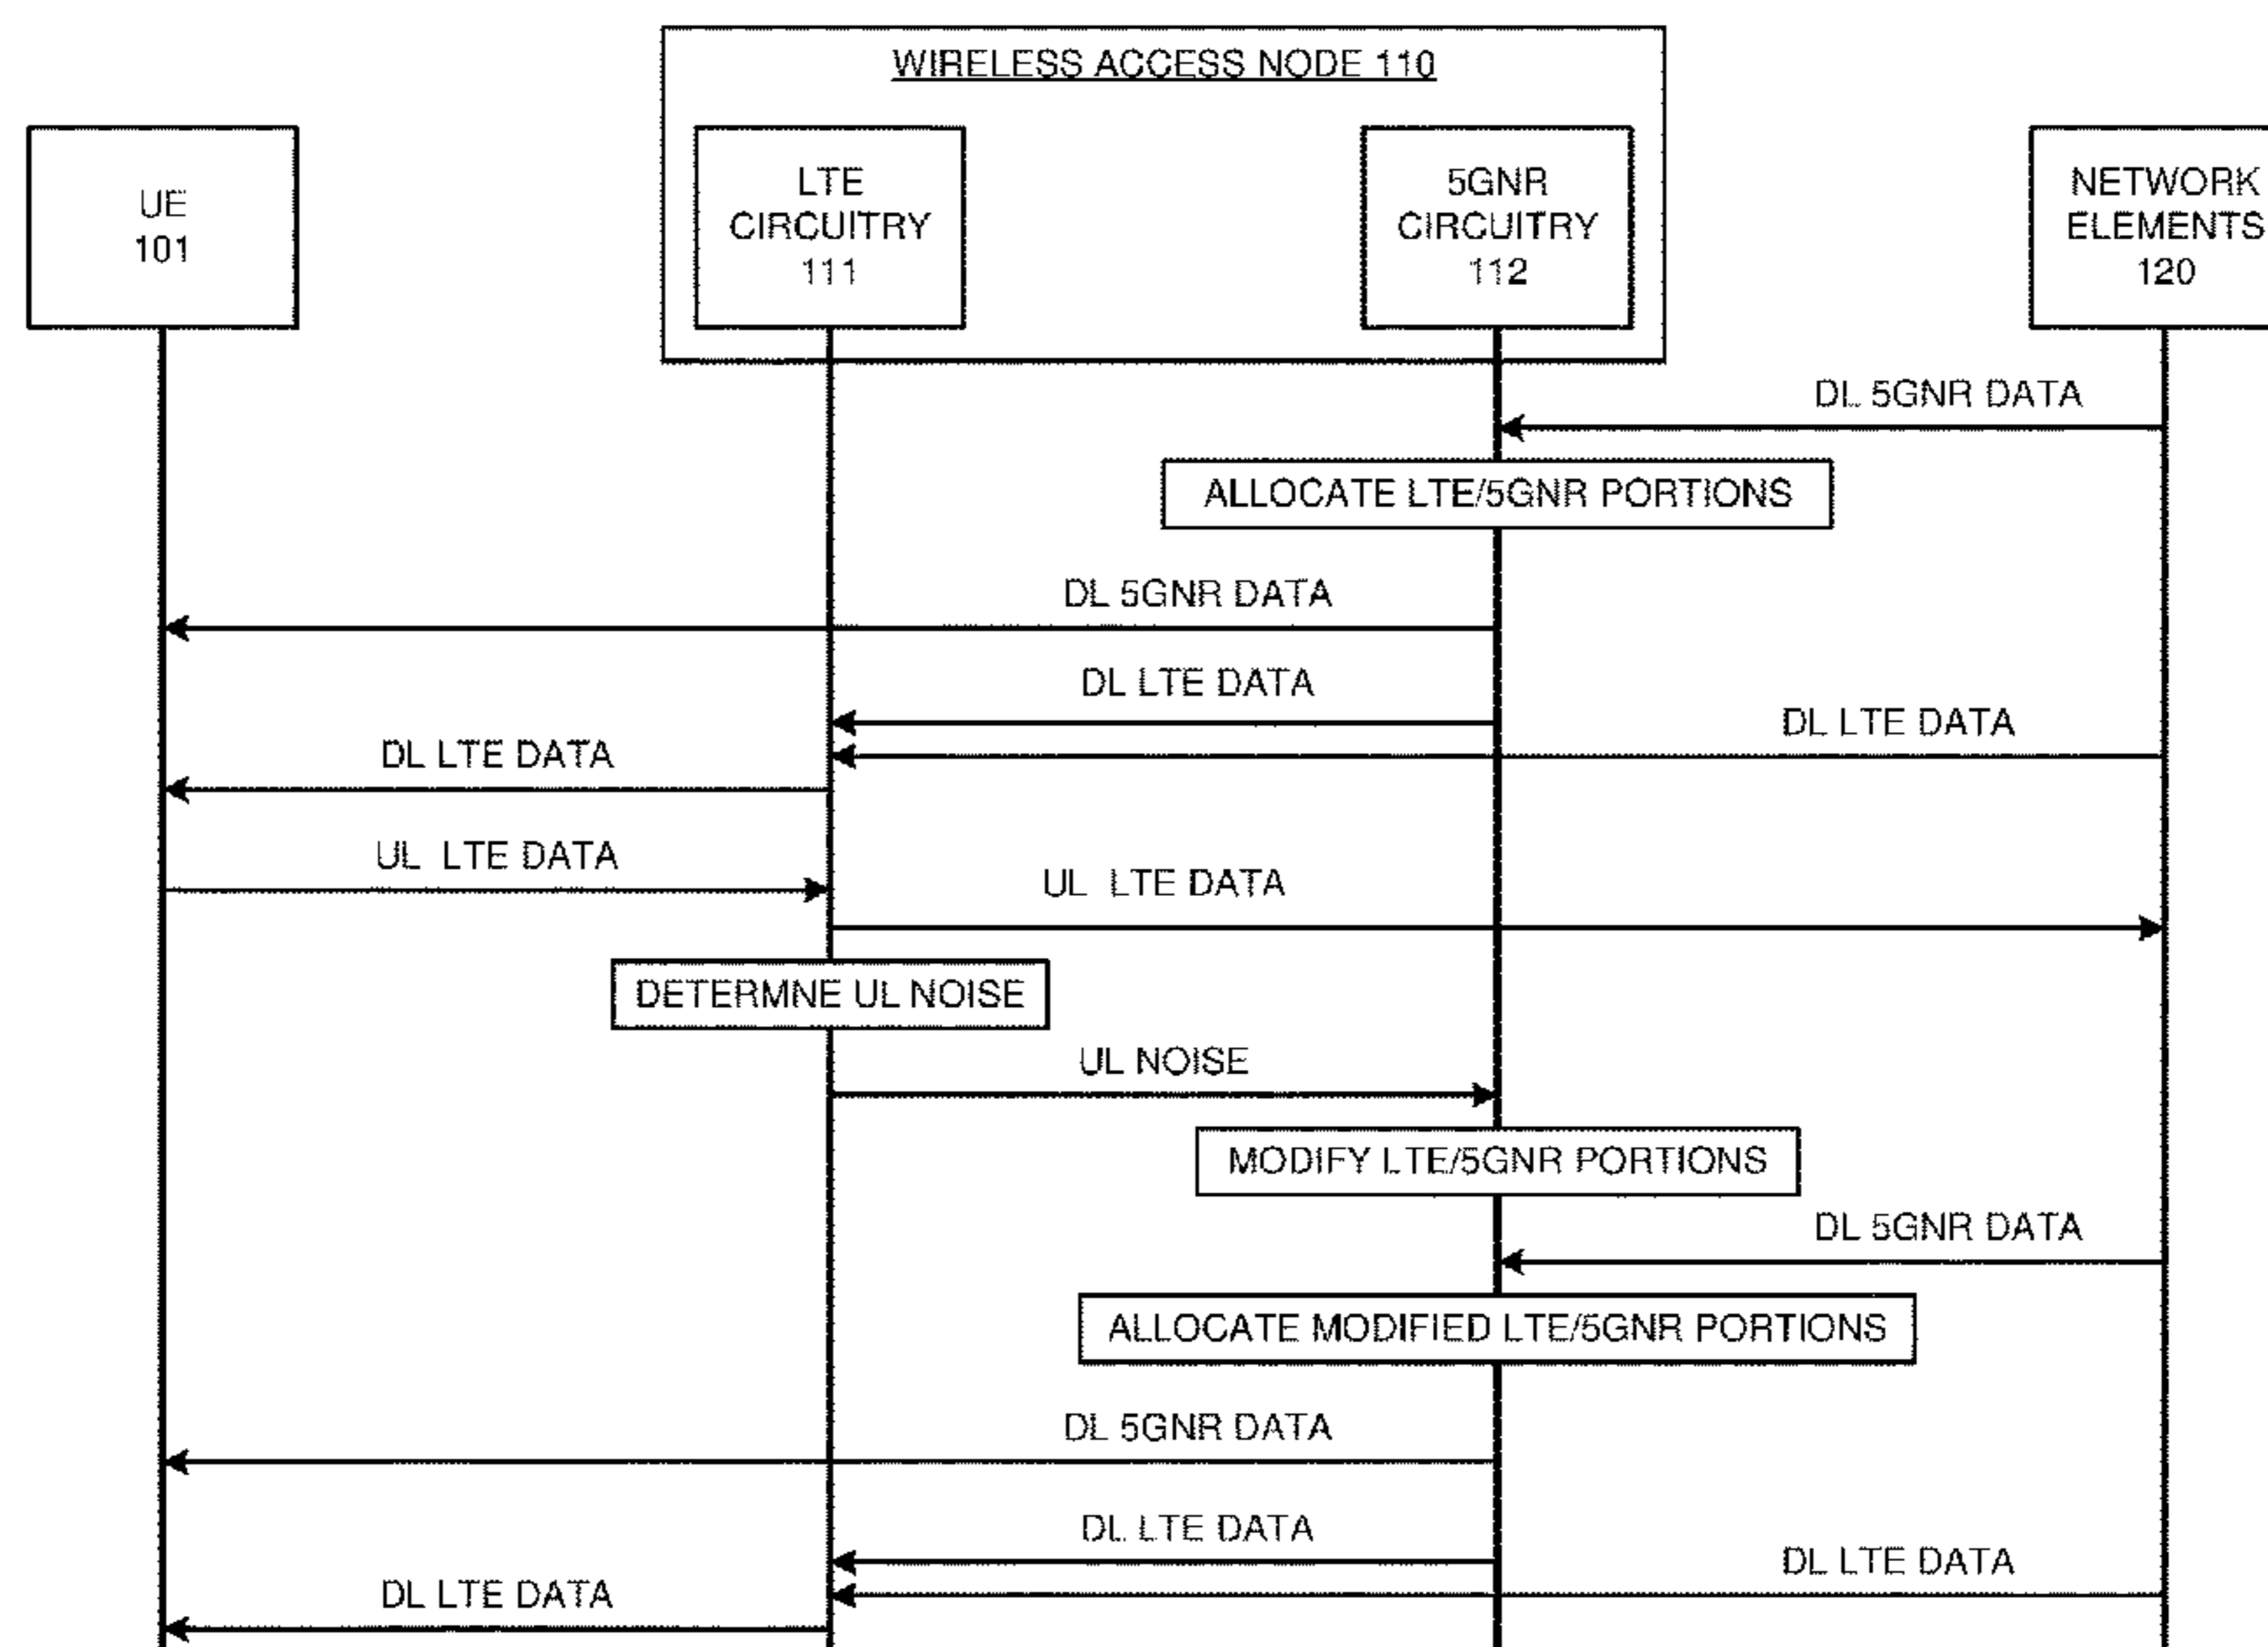 WIRELESS ACCESS NODE 110
UE
101
LTE
CIRCUITRY
111
5GNR
CIRCUITRY
112
NETWORK
ELEMENTS
120
DL 5GNR DATA
ALLOCATE LTE/5GNR PORTIONS
DL 5GNR DATA
DL LTE DATA
DL LTE DATA
DL LTE DATA
UL LTE DATA
UL LTE DATA
DETERMNE UL NOISE
UL NOISE
MODIFY LTE/5GNR PORTIONS
DL 5GNR DATA
ALLOCATE MODIFIED LTE/5GNR PORTIONS
DL 5GNR DATA
DL LTE DATA
DL LTE DATA
DL LTE DATA